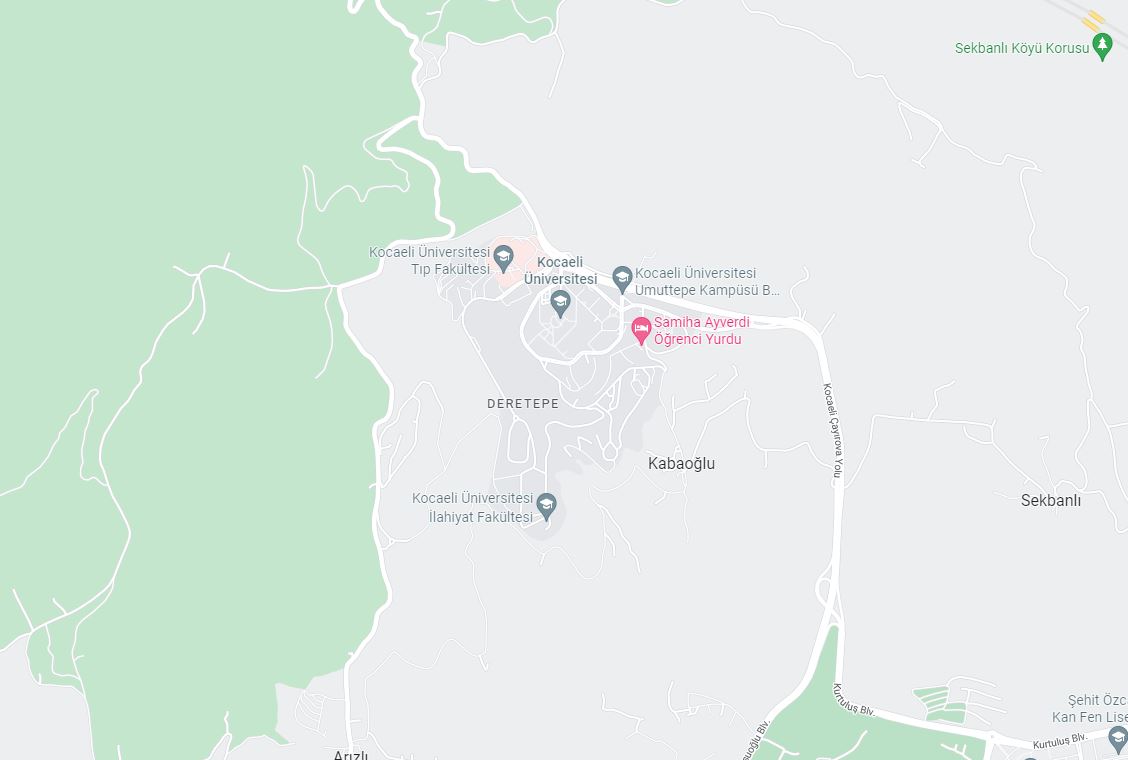 Sekbanlı Köyü Korusu
Kocaeli Üniversitesi
Tıp Fakültesi
Kocaeli
Üniversitesi
Kocaeli Üniversitesi
Umuttepe Kampüsü B...
Samiha Ayverdi
Öğrenci Yurdu
DERETEPE
Kocaeli Çayırova Yolu
Kabaoğlu
Kocaeli Üniversitesi
İlahiyat Fakültesi
Sekbanlı
Kurtuluş Blv.
Şehit Özc
Kan Fen Lise
Kurtuluş Blv.
suoğlu Blv.
Arızlı